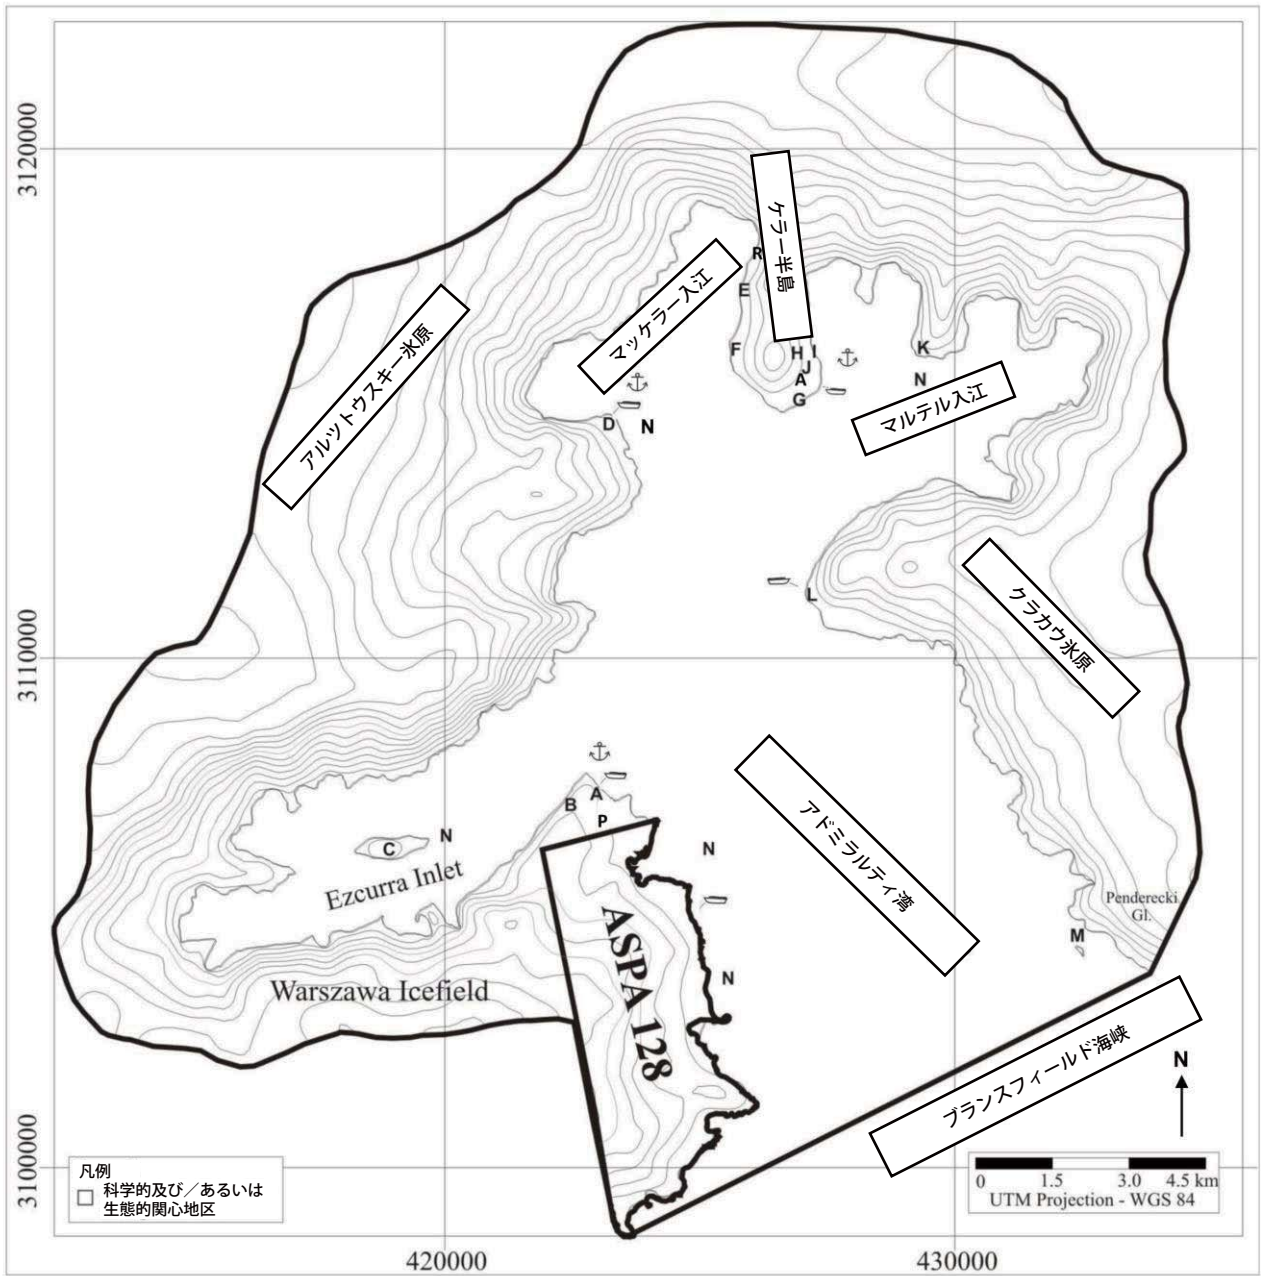 3120000
ケラー半島
R
マッケラー入江
E
アルツトウスキー氷原
F
H I
J
K
A
N
G
マルテル入江
D
N
クラカウ氷原
L
3110000
アドミラルティ湾
A
B
P
N
C
N
Ezcurra Inlet
Penderecki
Gl.
ASPA 128
M
N
Warszawa Icefield
ブランスフィールド海峡
N
3100000
凡例
科学的及び／あるいは
生態的関心地区
0 1.5 3.0 4.5 km
UTM Projection - WGS 84
420000
430000